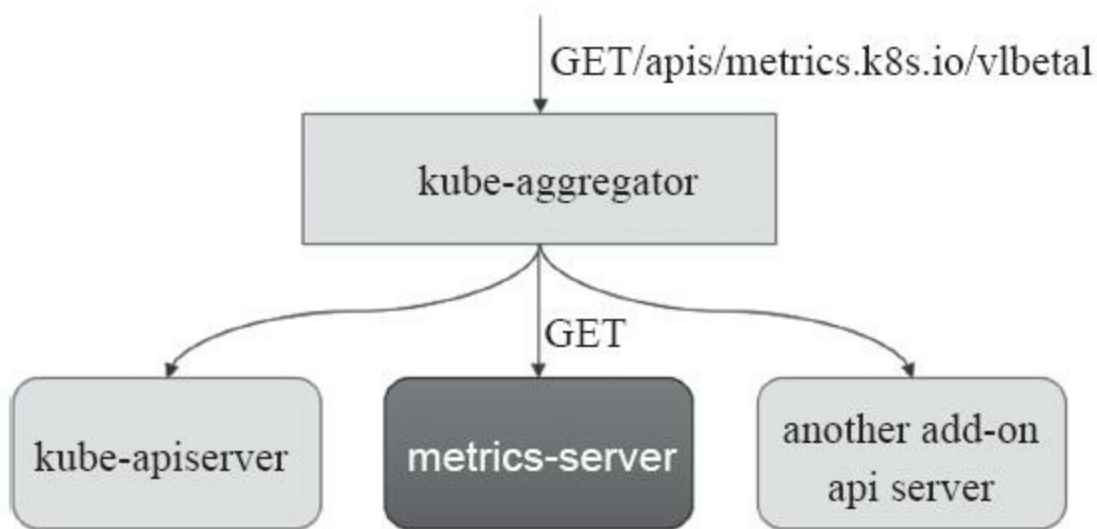 GET/apis/metrics.k8s.io/vlbetal
kube-aggregator
GET
kube-apiserver
metrics-server
another add-on
api server